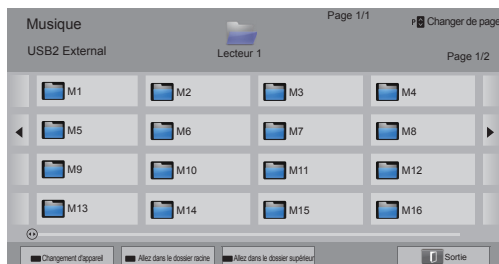 Musique
Page 1/1
P Changer de page
USB2 External
Lecteur 1
Page 1/2
M1
M2
M3
M4
M5
M6
M7
M8
M9
M10
M11
M12
M13
M14
M15
M16
Changement d'appareil
Allez dans le dossier racine
Allez dans le dossier supérieur
Sortie